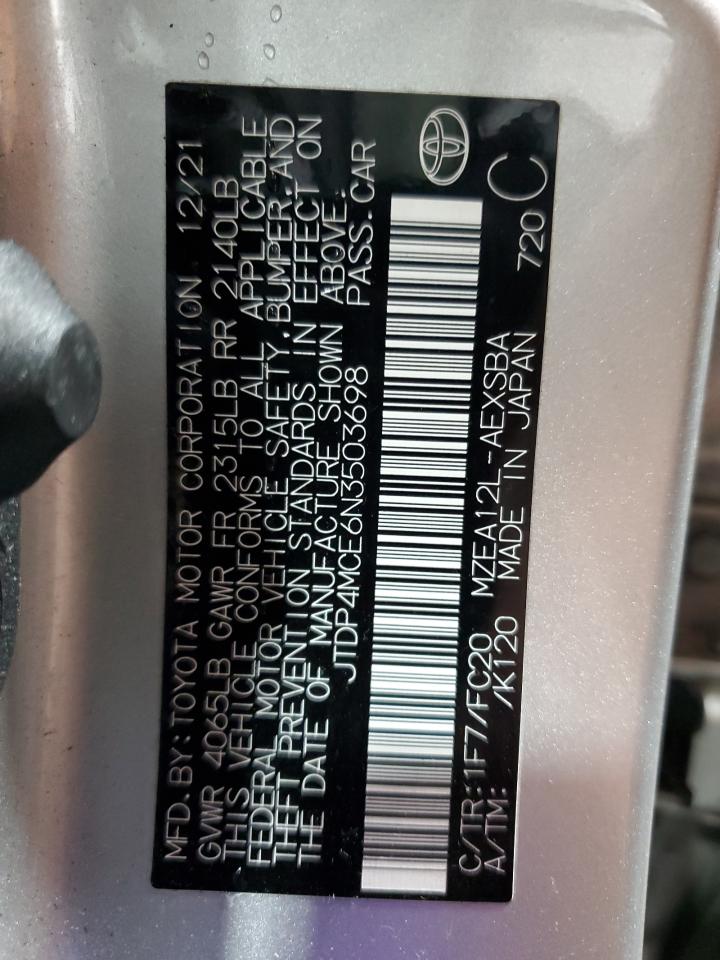 MFD. BY: TOYOTA MOTOR CORPORATION 12/21
GVWR 4065LB GAWR FR 2315LB RR 2140LB
THIS VEHICLE CONFORMS TO ALL APPLICABLE
FEDERAL MOTOR VEHICLE SAFETY, BUMPER, AND
THEFT PREVENTION STANDARDS IN EFFECT ON
THE DATE OF MANUFACTURE SHOWN ABOVE.
JTDP4MCE6N3503698 PASS. CAR
C/TR: 1F7/FC20 MZEA12L-AEXSBA
A/TM: /K120 MADE IN JAPAN 720 C